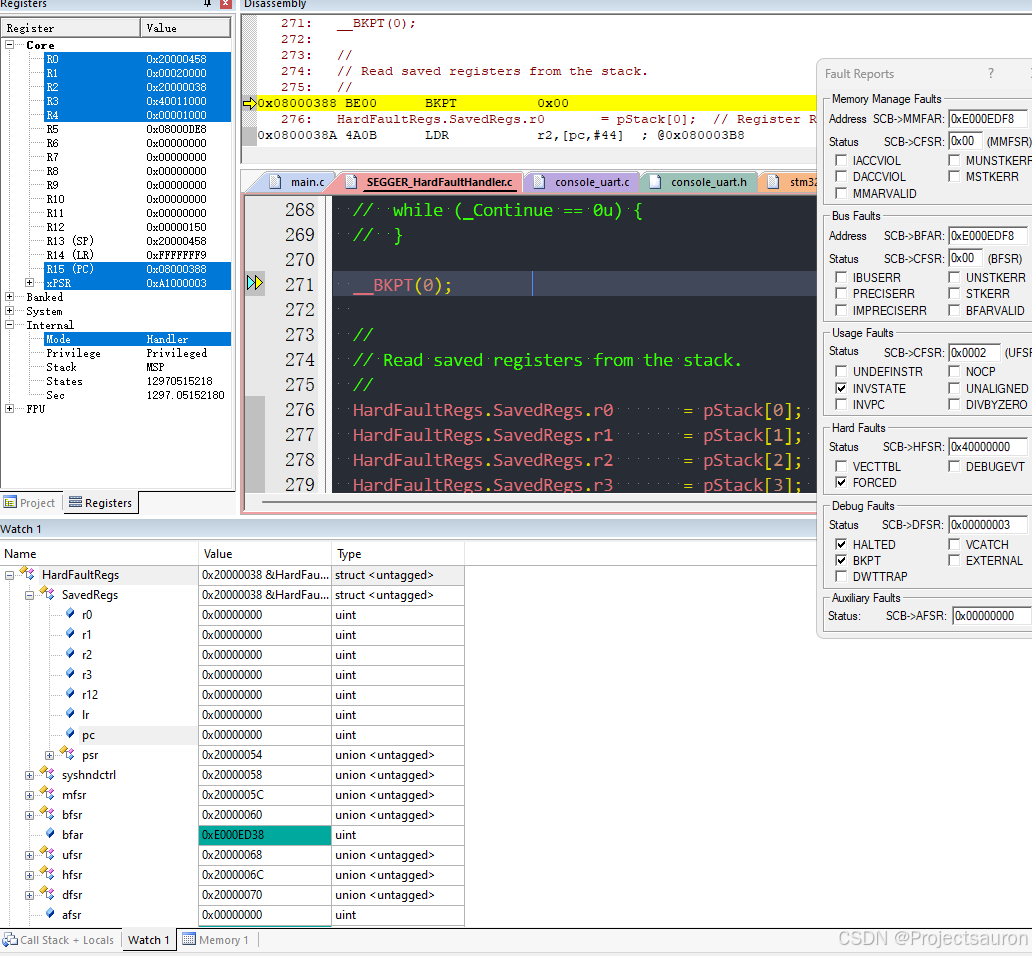 Registers
Register Value
Core
R0 0x20000458
R1 0x00020000
R2 0x20000038
R3 0x40011000
R4 0x00001000
R5 0x08000DE8
R6 0x00000000
R7 0x00000000
R8 0x00000000
R9 0x00000000
R10 0x00000000
R11 0x00000000
R12 0x00000150
R13 (SP) 0x20000458
R14 (LR) 0xFFFFFFF9
R15 (PC) 0x08000388
xPSR 0xA1000003
Banked
System
Internal
Mode Handler
Privilege Privileged
Stack MSP
States 12970515218
Sec 1297.05152180
FPU
Project Registers
Disassembly
271: __BKPT(0);
272:
273: //
274: // Read saved registers from the stack.
275: //
0x08000388 BE00 BKPT 0x00
276: HardFaultRegs.SavedRegs.r0 = pStack[0]; // Register R
0x0800038A 4A0B LDR r2,[pc,#44] ; @0x080003B8
main.c SEGGER_HardFaultHandler.c console_uart.c console_uart.h stm32
268 // while (_Continue == 0u) {
269 // }
270
271 __BKPT(0);
272
273 //
274 // Read saved registers from the stack.
275 //
276 HardFaultRegs.SavedRegs.r0 = pStack[0];
277 HardFaultRegs.SavedRegs.r1 = pStack[1];
278 HardFaultRegs.SavedRegs.r2 = pStack[2];
279 HardFaultRegs.SavedRegs.r3 = pStack[3];
Fault Reports ?
Memory Manage Faults
Address SCB->MMFAR: 0xE000EDF8
Status SCB->CFSR: 0x00 (MMFSR)
IACCVIOL MUNSTKERR
DACCVIOL MSTKERR
MMARVALID
Bus Faults
Address SCB->BFAR: 0xE000EDF8
Status SCB->CFSR: 0x00 (BFSR)
IBUSERR UNSTKERR
PRECISERR STKERR
IMPRECISERR BFARVALID
Usage Faults
Status SCB->CFSR: 0x0002 (UFSR
UNDEFINSTR NOCP
INVSTATE UNALIGNED
INVPC DIVBYZERO
Hard Faults
Status SCB->HFSR: 0x40000000
VECTTBL DEBUGEVT
FORCED
Debug Faults
Status SCB->DFSR: 0x00000003
HALTED VCATCH
BKPT EXTERNAL
DWTTRAP
Auxiliary Faults
Status: SCB->AFSR: 0x00000000
Watch 1
Name Value Type
HardFaultRegs 0x20000038 &HardFau... struct <untagged>
SavedRegs 0x20000038 &HardFau... struct <untagged>
r0 0x00000000 uint
r1 0x00000000 uint
r2 0x00000000 uint
r3 0x00000000 uint
r12 0x00000000 uint
lr 0x00000000 uint
pc 0x00000000 uint
psr 0x20000054 union <untagged>
syshndctrl 0x20000058 union <untagged>
mfsr 0x2000005C union <untagged>
bfsr 0x20000060 union <untagged>
bfar 0xE000ED38 uint
ufsr 0x20000068 union <untagged>
hfsr 0x2000006C union <untagged>
dfsr 0x20000070 union <untagged>
afsr 0x00000000 uint
Call Stack + Locals Watch 1 Memory 1
CSDN @Projectsauron